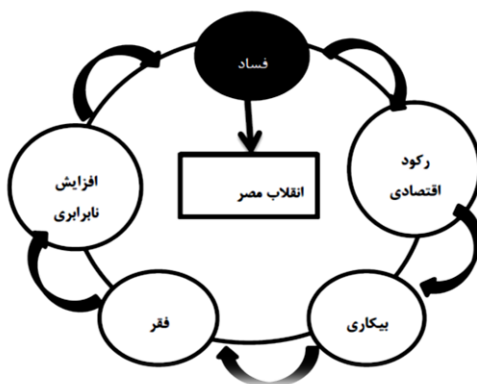 فساد
رکود
اقتصادی
بیکاری
فقر
افزایش
نابرابری
انقلاب مصر